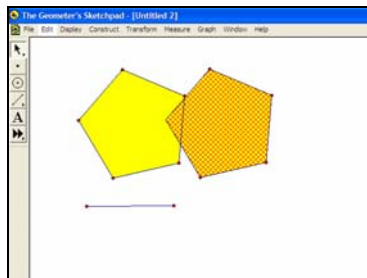 The Geometer's Sketchpad - [Untitled 2]
File Edit Display Construct Transform Measure Graph Window Help
A